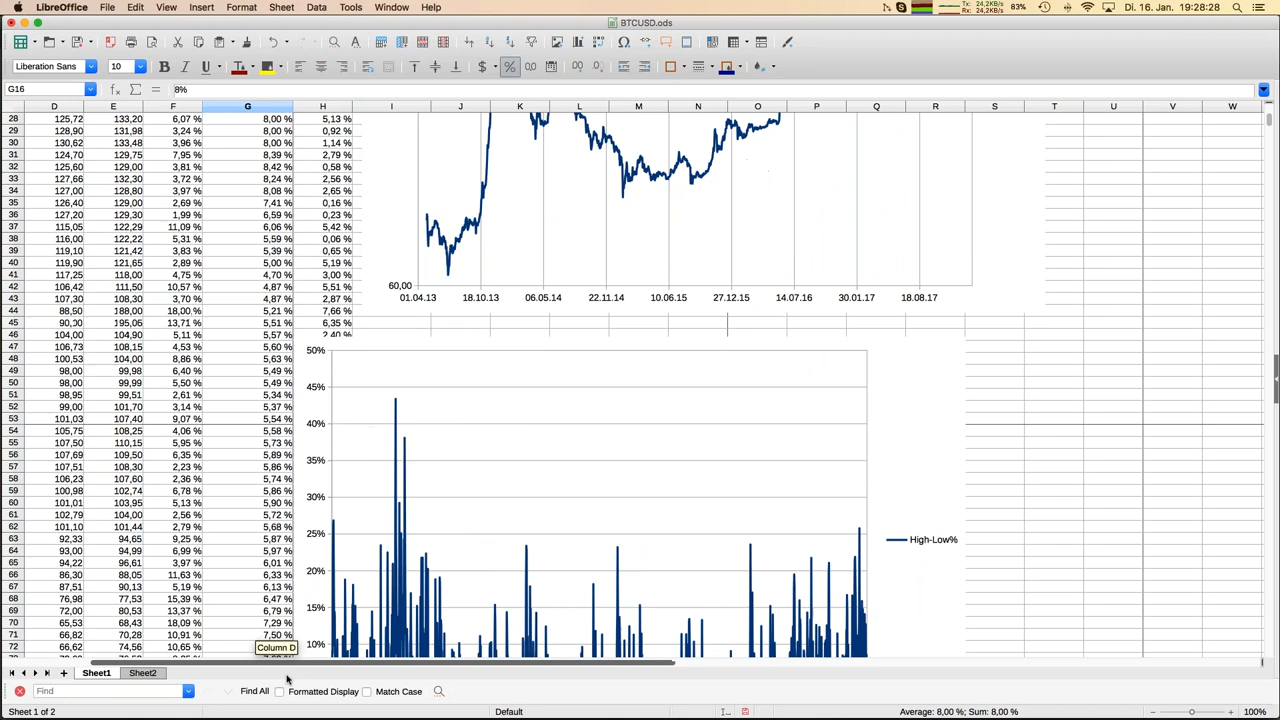 LibreOffice File Edit View Insert Format Sheet Data Tools Window Help Tx: 24,2KB/s Rx: 24,2KB/s 83% Di. 16. Jan. 19:28:28
BTCUSD.ods
Liberation Sans 10
G16 8%
D E F G H I J K L M N O P Q R S T U V W
28 125,72 133,20 6,07 % 8,00 % 5,13 %
29 128,90 131,98 3,24 % 8,00 % 0,92 %
30 130,62 133,48 3,96 % 8,00 % 1,14 %
31 124,70 129,75 7,95 % 8,39 % 2,79 %
32 125,60 129,00 3,81 % 8,42 % 0,58 %
33 127,66 132,30 3,72 % 8,24 % 2,56 %
34 127,00 128,80 3,97 % 8,08 % 2,65 %
35 126,40 129,00 2,69 % 7,41 % 0,16 %
36 127,20 129,30 1,99 % 6,59 % 0,23 %
37 115,05 122,29 11,09 % 6,06 % 5,42 %
38 116,00 122,22 5,31 % 5,59 % 0,06 %
39 119,10 121,42 3,83 % 5,39 % 0,65 %
40 119,90 121,65 2,89 % 5,00 % 5,19 %
41 117,25 118,00 4,75 % 4,70 % 3,00 %
42 106,42 111,50 10,57 % 4,87 % 5,51 %
60,00
43 107,30 108,30 3,70 % 4,87 % 2,87 %
01.04.13 18.10.13 06.05.14 22.11.14 10.06.15 27.12.15 14.07.16 30.01.17 18.08.17
44 88,50 188,00 18,00 % 5,21 % 7,66 %
45 90,00 195,06 13,71 % 5,51 % 6,35 %
46 104,00 104,90 5,11 % 5,57 % 2,40 %
47 106,73 108,15 4,53 % 5,60 %
50%
48 100,53 104,00 8,86 % 5,63 %
49 98,00 99,98 6,40 % 5,49 %
50 98,00 99,99 5,50 % 5,49 %
45%
51 98,95 99,51 2,61 % 5,34 %
52 99,00 101,70 3,14 % 5,37 %
53 101,03 107,40 9,07 % 5,54 %
40%
54 105,75 108,25 4,06 % 5,58 %
55 107,50 110,15 5,95 % 5,73 %
56 107,69 109,50 6,35 % 5,89 %
35%
57 107,51 108,30 2,23 % 5,86 %
58 106,23 107,60 2,36 % 5,74 %
59 100,98 102,74 6,78 % 5,86 %
30%
60 101,01 103,95 5,13 % 5,90 %
61 102,79 104,00 2,56 % 5,72 %
62 101,10 101,44 2,79 % 5,68 %
25%
63 92,33 94,65 9,25 % 5,87 %
High-Low%
64 93,00 94,99 6,99 % 5,97 %
65 94,22 96,61 3,97 % 6,01 %
20%
66 86,30 88,05 11,63 % 6,33 %
67 87,51 90,13 5,19 % 6,13 %
68 76,98 77,53 15,39 % 6,47 %
15%
69 72,00 80,53 13,37 % 6,79 %
70 65,53 68,43 18,09 % 7,29 %
71 66,82 70,28 10,91 % 7,50 %
10%
72 66,62 74,56 10,65 %
Column D
Sheet1 Sheet2
Find Find All Formatted Display Match Case
Sheet 1 of 2 Default Average: 8,00 %; Sum: 8,00 % 100%